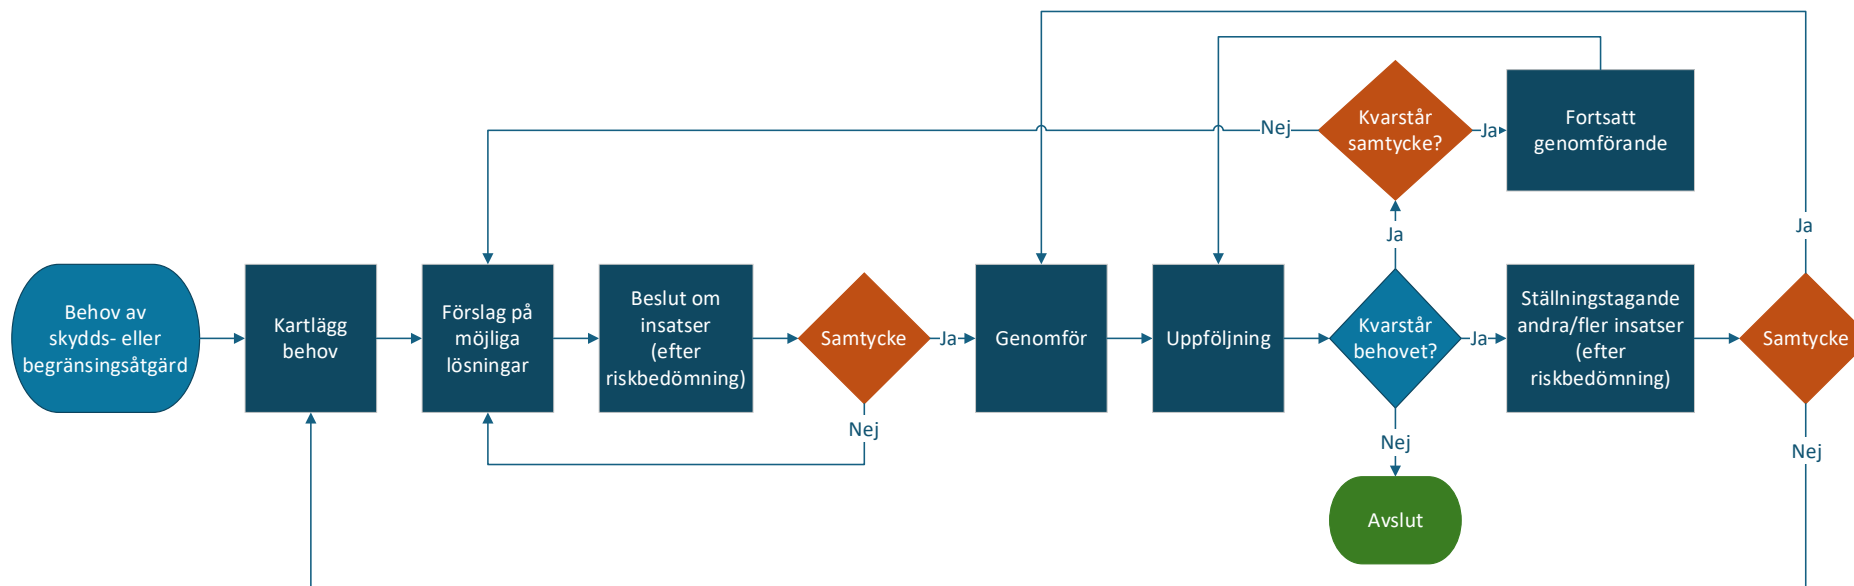 Behov av
skydds- eller
begränsingsåtgärd
Kartlägg
behov
Förslag på
möjliga
lösningar
Beslut om
insatser
(efter
riskbedömning)
Samtycke
Ja
Nej
Genomför
Uppföljning
Kvarstår
behovet?
Ja
Kvarstår
samtycke?
Nej
Ja
Fortsatt
genomförande
Ja
Ställningstagande
andra/fler insatser
(efter
riskbedömning)
Samtycke
Ja
Nej
Nej
Avslut